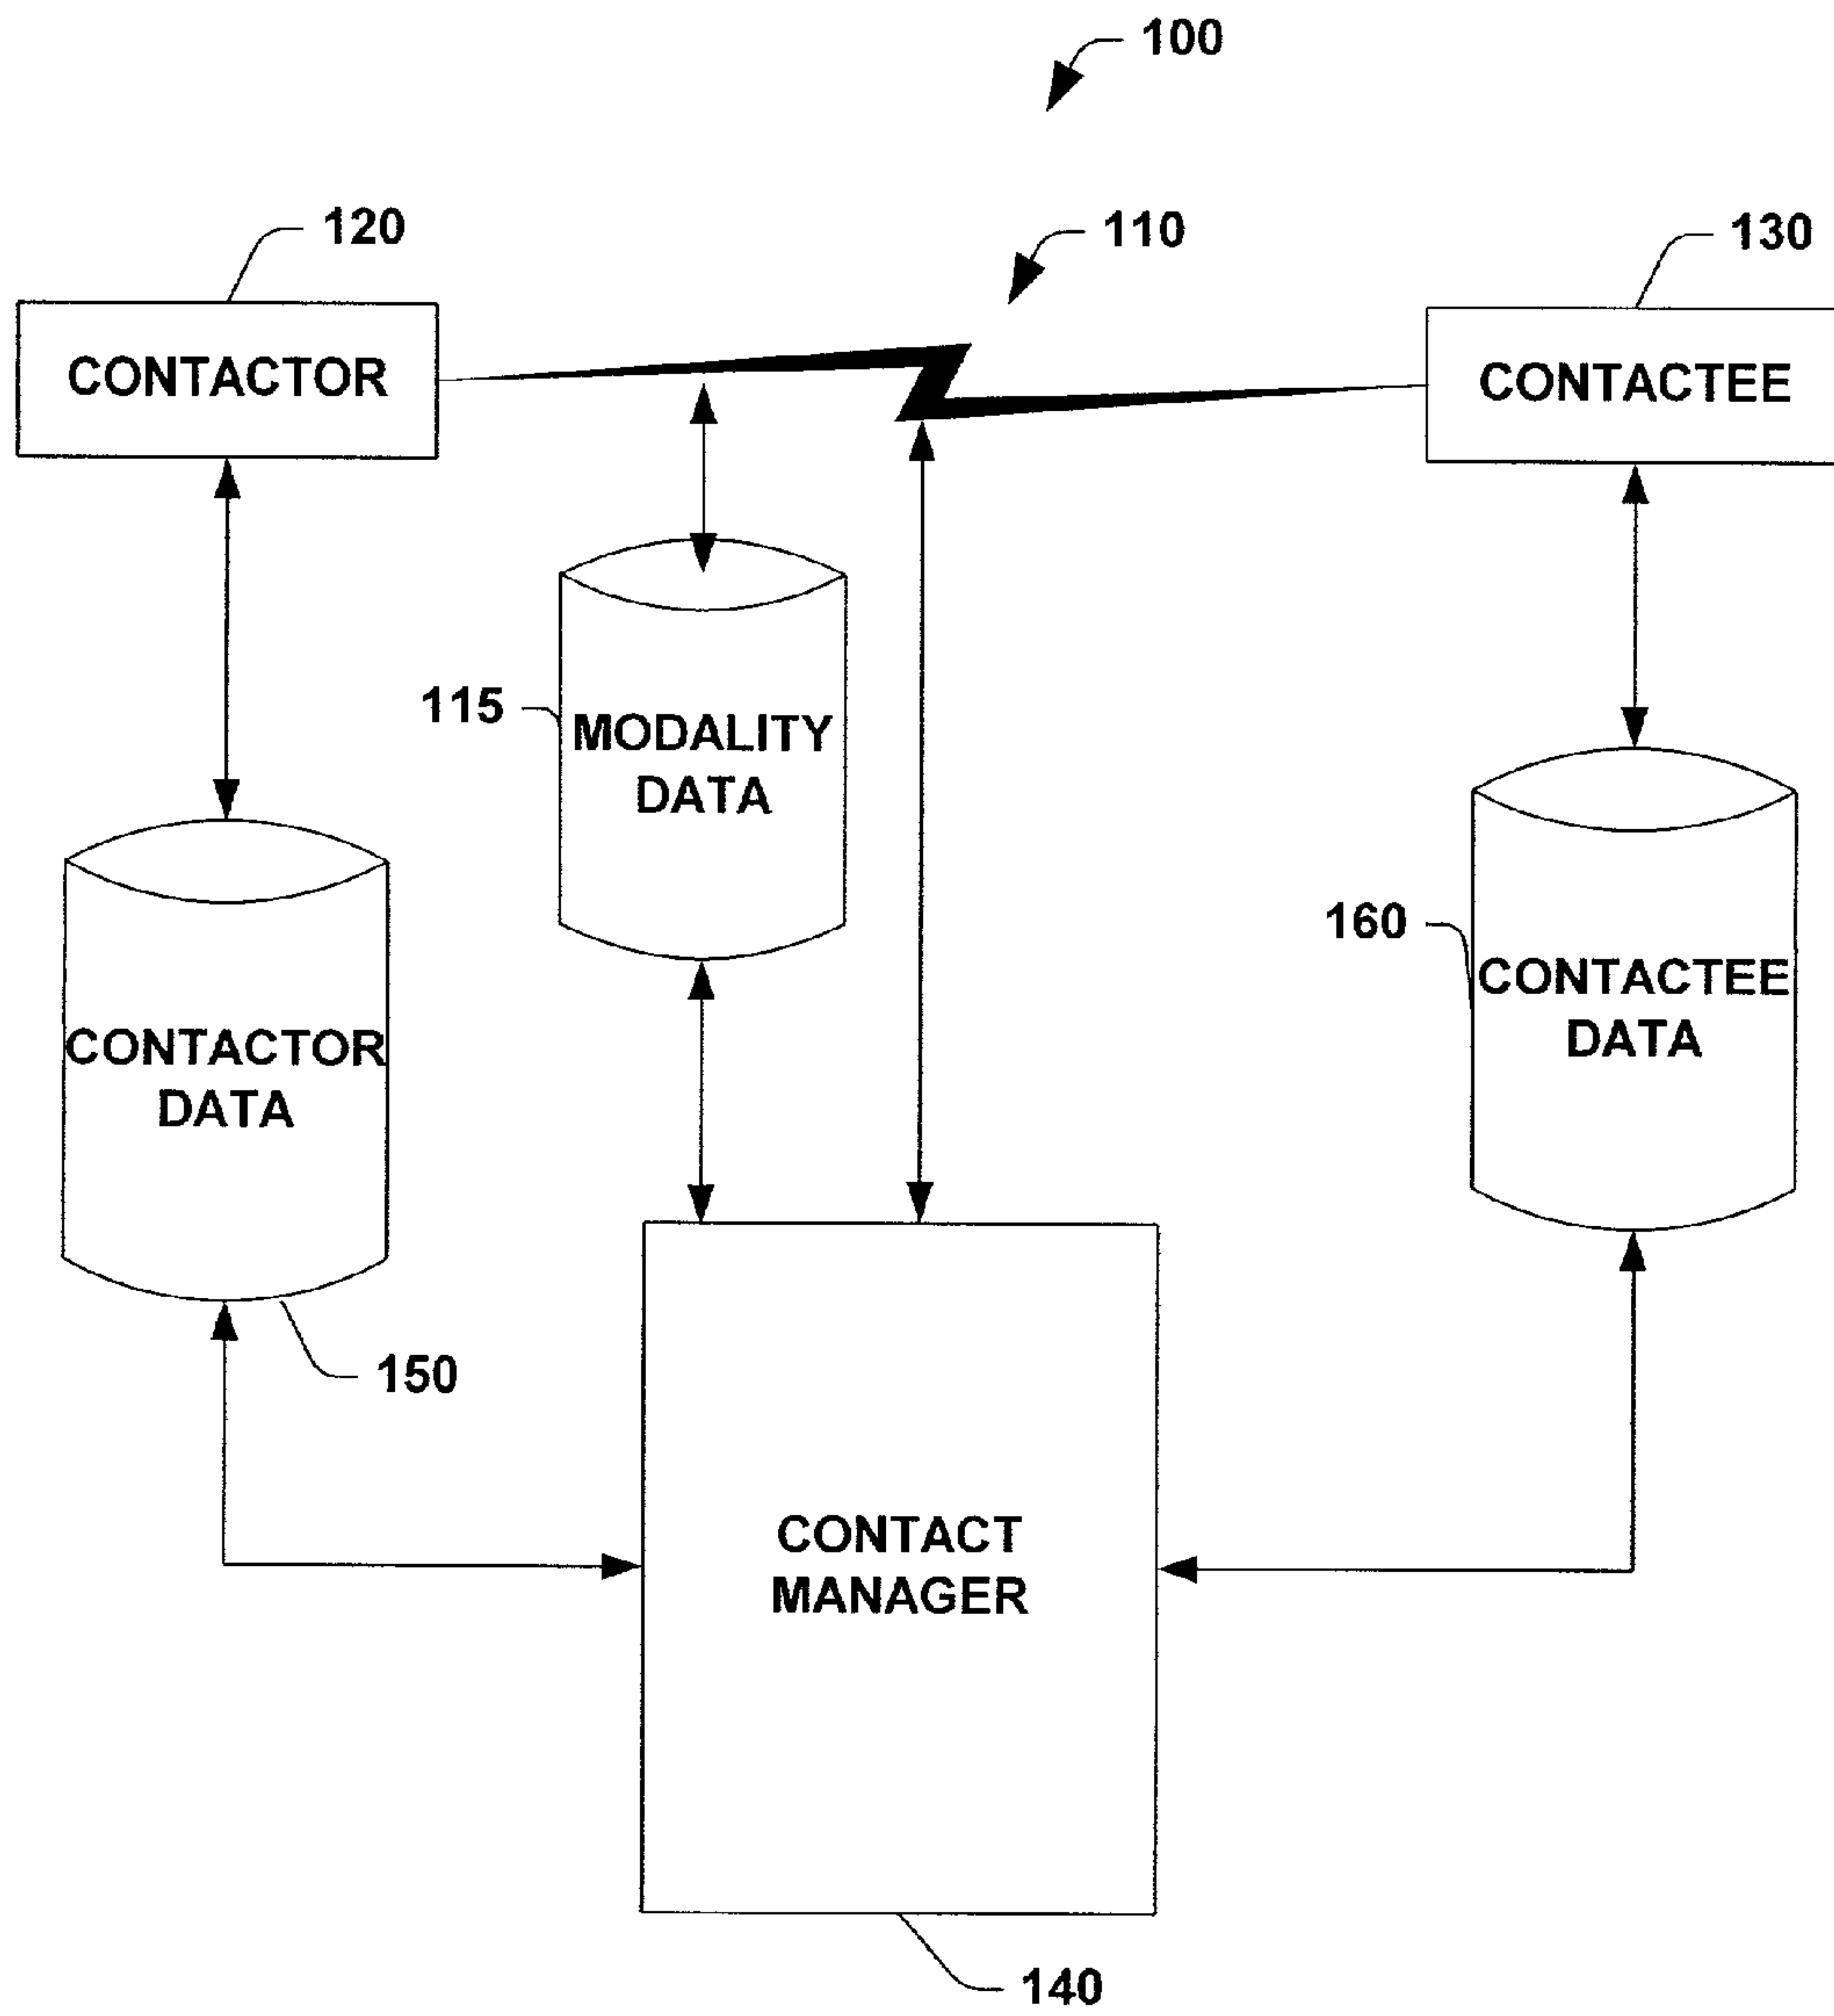 100
120
110
130
CONTACTOR
CONTACTEE
115
MODALITY
DATA
160
CONTACTEE
DATA
CONTACTOR
DATA
150
CONTACT
MANAGER
140